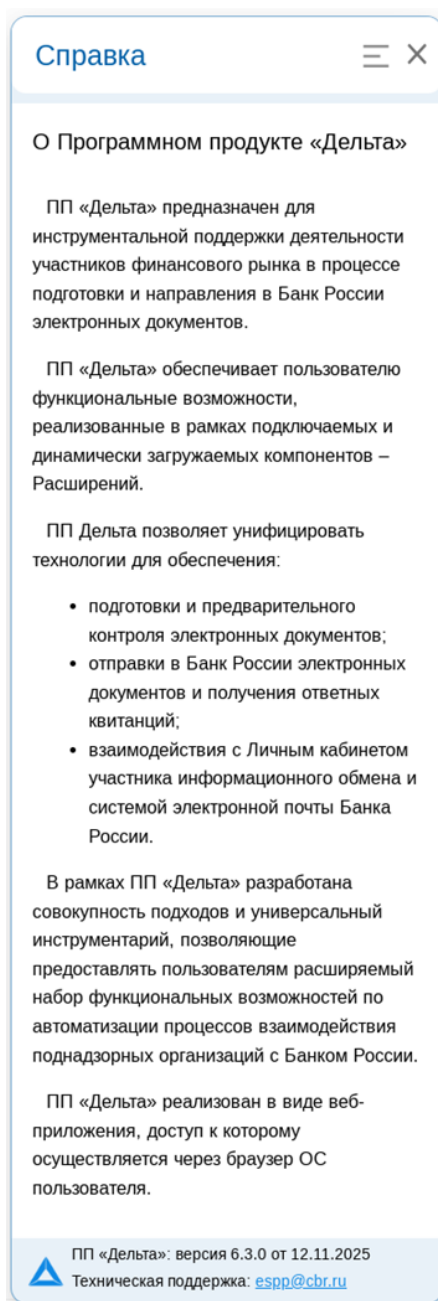 Справка
О Программном продукте «Дельта»
ПП «Дельта» предназначен для
инструментальной поддержки деятельности
участников финансового рынка в процессе
подготовки и направления в Банк России
электронных документов.
ПП «Дельта» обеспечивает пользователю
функциональные возможности,
реализованные в рамках подключаемых и
динамически загружаемых компонентов –
Расширений.
ПП Дельта позволяет унифицировать
технологии для обеспечения:
• подготовки и предварительного
контроля электронных документов;
• отправки в Банк России электронных
документов и получения ответных
квитанций;
• взаимодействия с Личным кабинетом
участника информационного обмена и
системой электронной почты Банка
России.
В рамках ПП «Дельта» разработана
совокупность подходов и универсальный
инструментарий, позволяющие
предоставлять пользователям расширяемый
набор функциональных возможностей по
автоматизации процессов взаимодействия
поднадзорных организаций с Банком России.
ПП «Дельта» реализован в виде веб-
приложения, доступ к которому
осуществляется через браузер ОС
пользователя.
ПП «Дельта»: версия 6.3.0 от 12.11.2025
Техническая поддержка: espp@cbr.ru